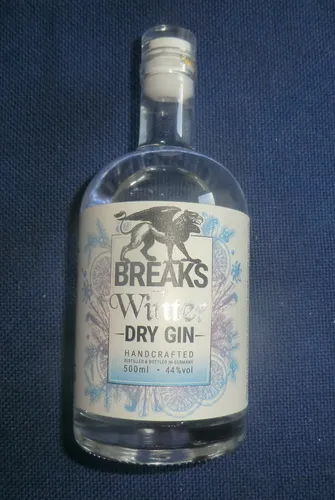 BREAKS
Winter
DRY GIN
HANDCRAFTED
DISTILLED & BOTTLED IN GERMANY
500ml • 44%vol